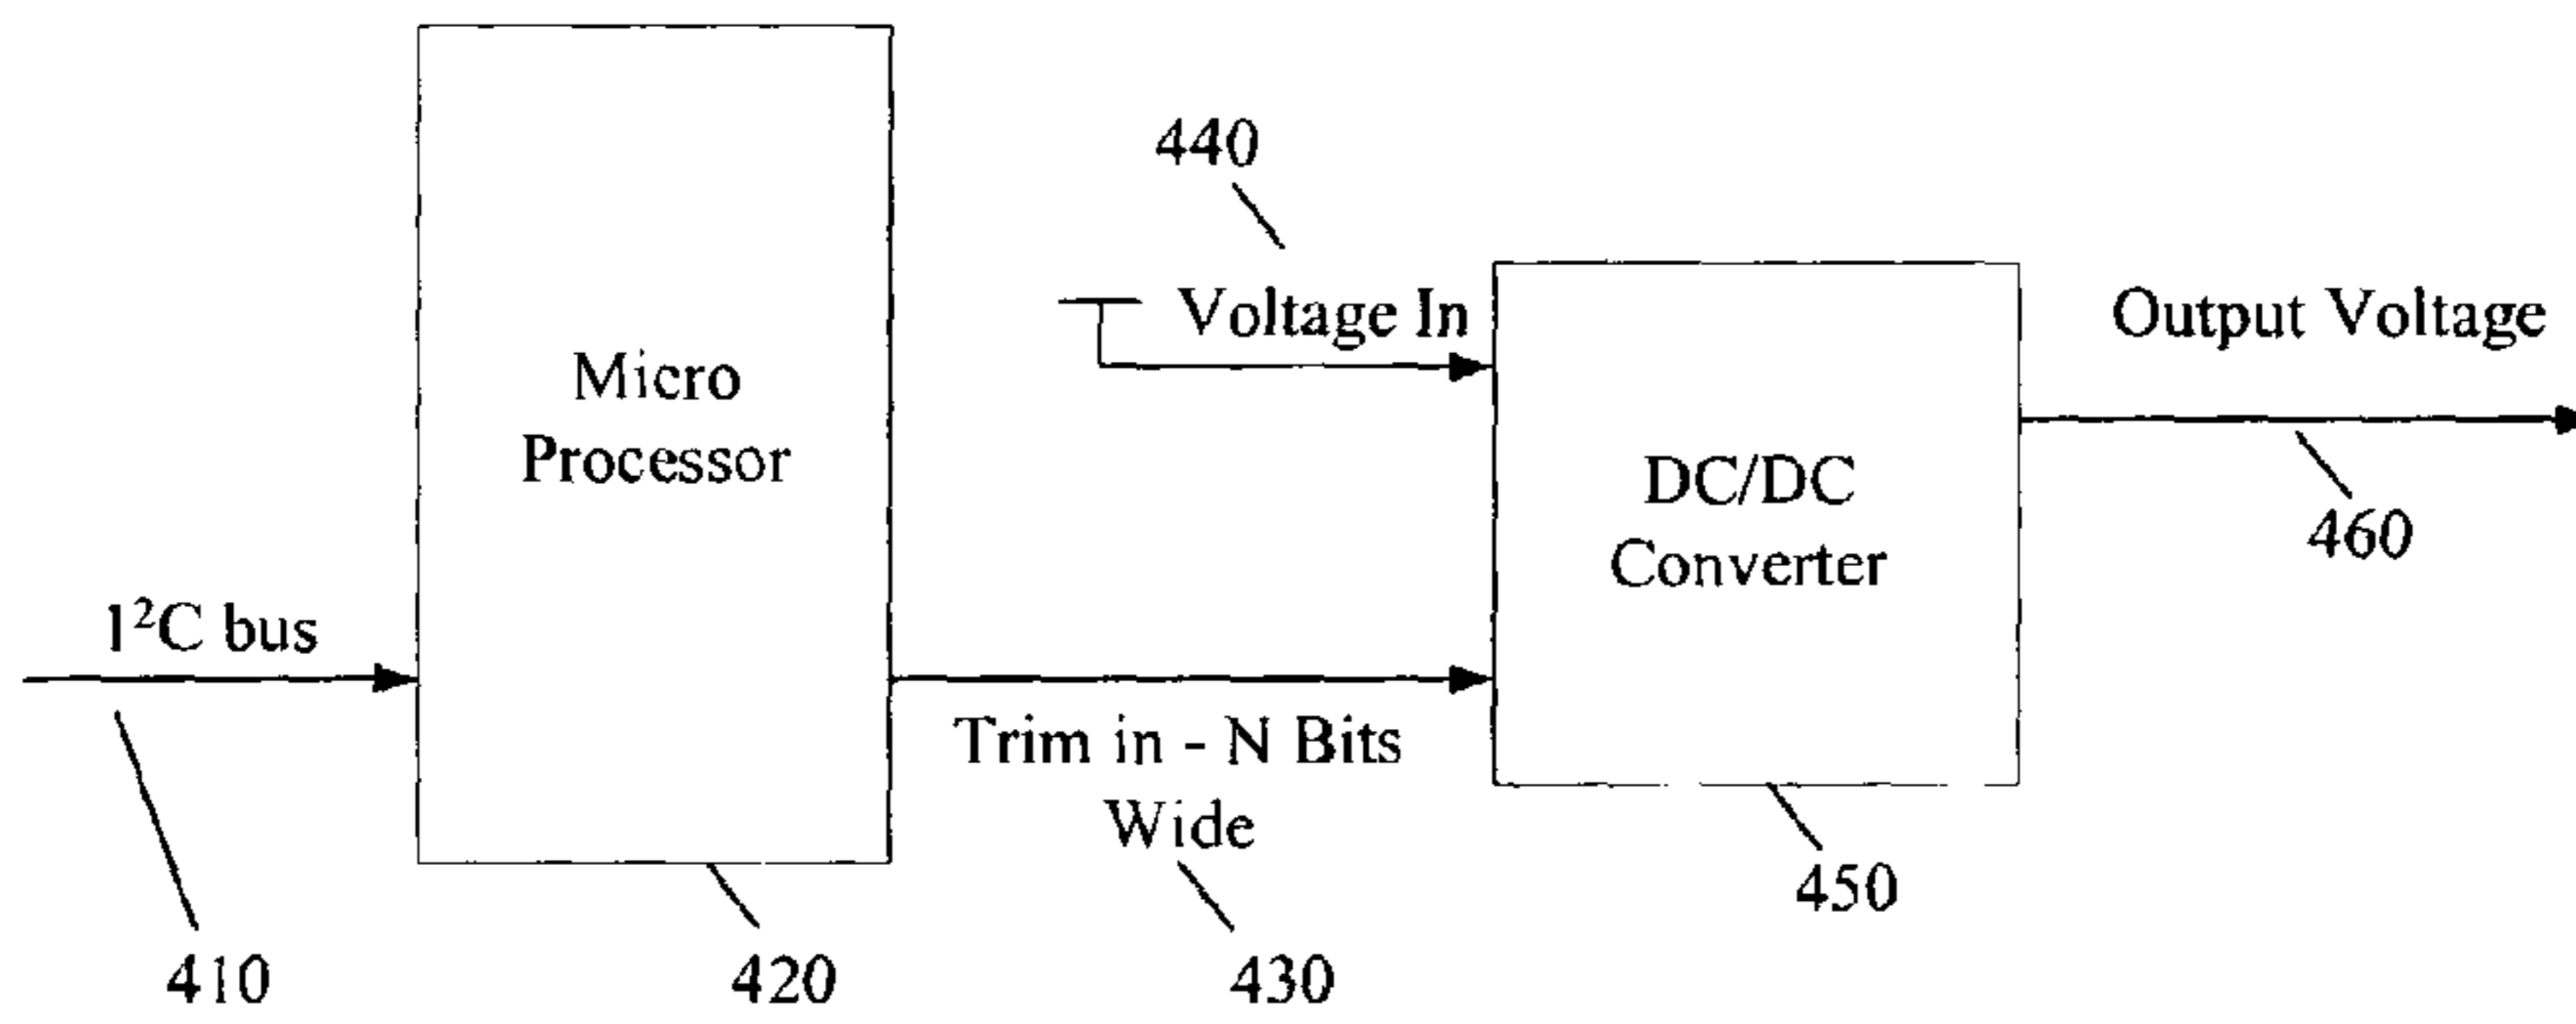 440
Voltage In
Output Voltage
Micro
Processor
DC/DC
Converter
460
I²C bus
Trim in - N Bits
Wide
450
410
420
430